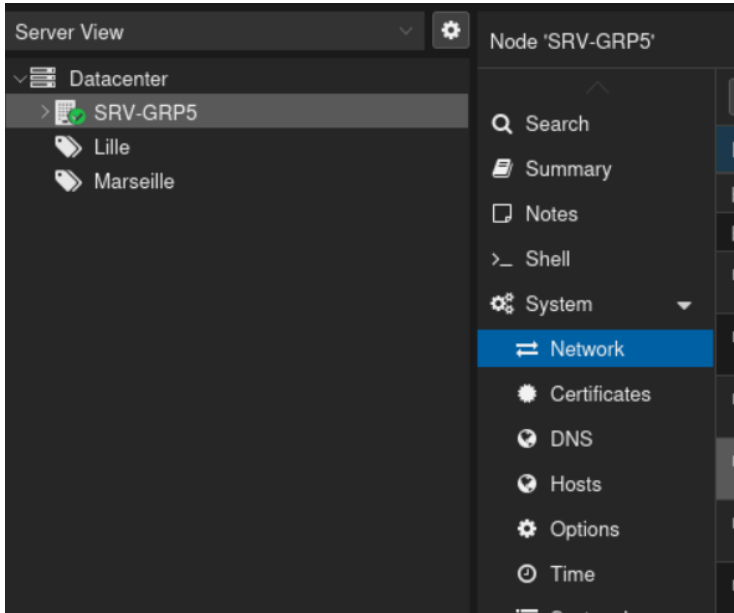 Server View
Datacenter
SRV-GRP5
Lille
Marseille
Node 'SRV-GRP5'
Search
Summary
Notes
Shell
System
Network
Certificates
DNS
Hosts
Options
Time